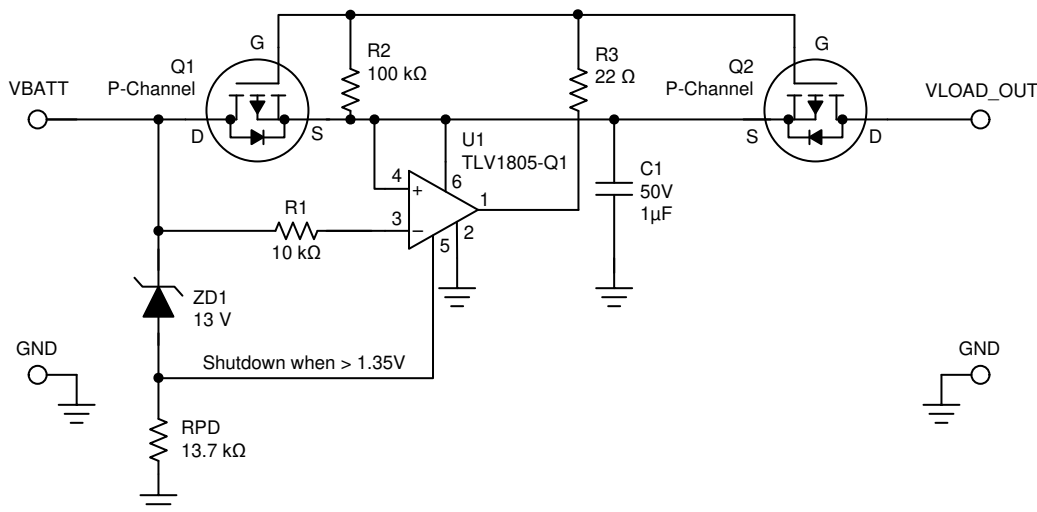 G
R2
100 kΩ
R3
22 Ω
G
Q1
P-Channel
Q2
P-Channel
VBATT
VLOAD_OUT
D
S
S
D
U1
TLV1805-Q1
4
+
6
1
C1
50V
1µF
R1
10 kΩ
3
−
5
2
ZD1
13 V
GND
Shutdown when > 1.35V
GND
RPD
13.7 kΩ